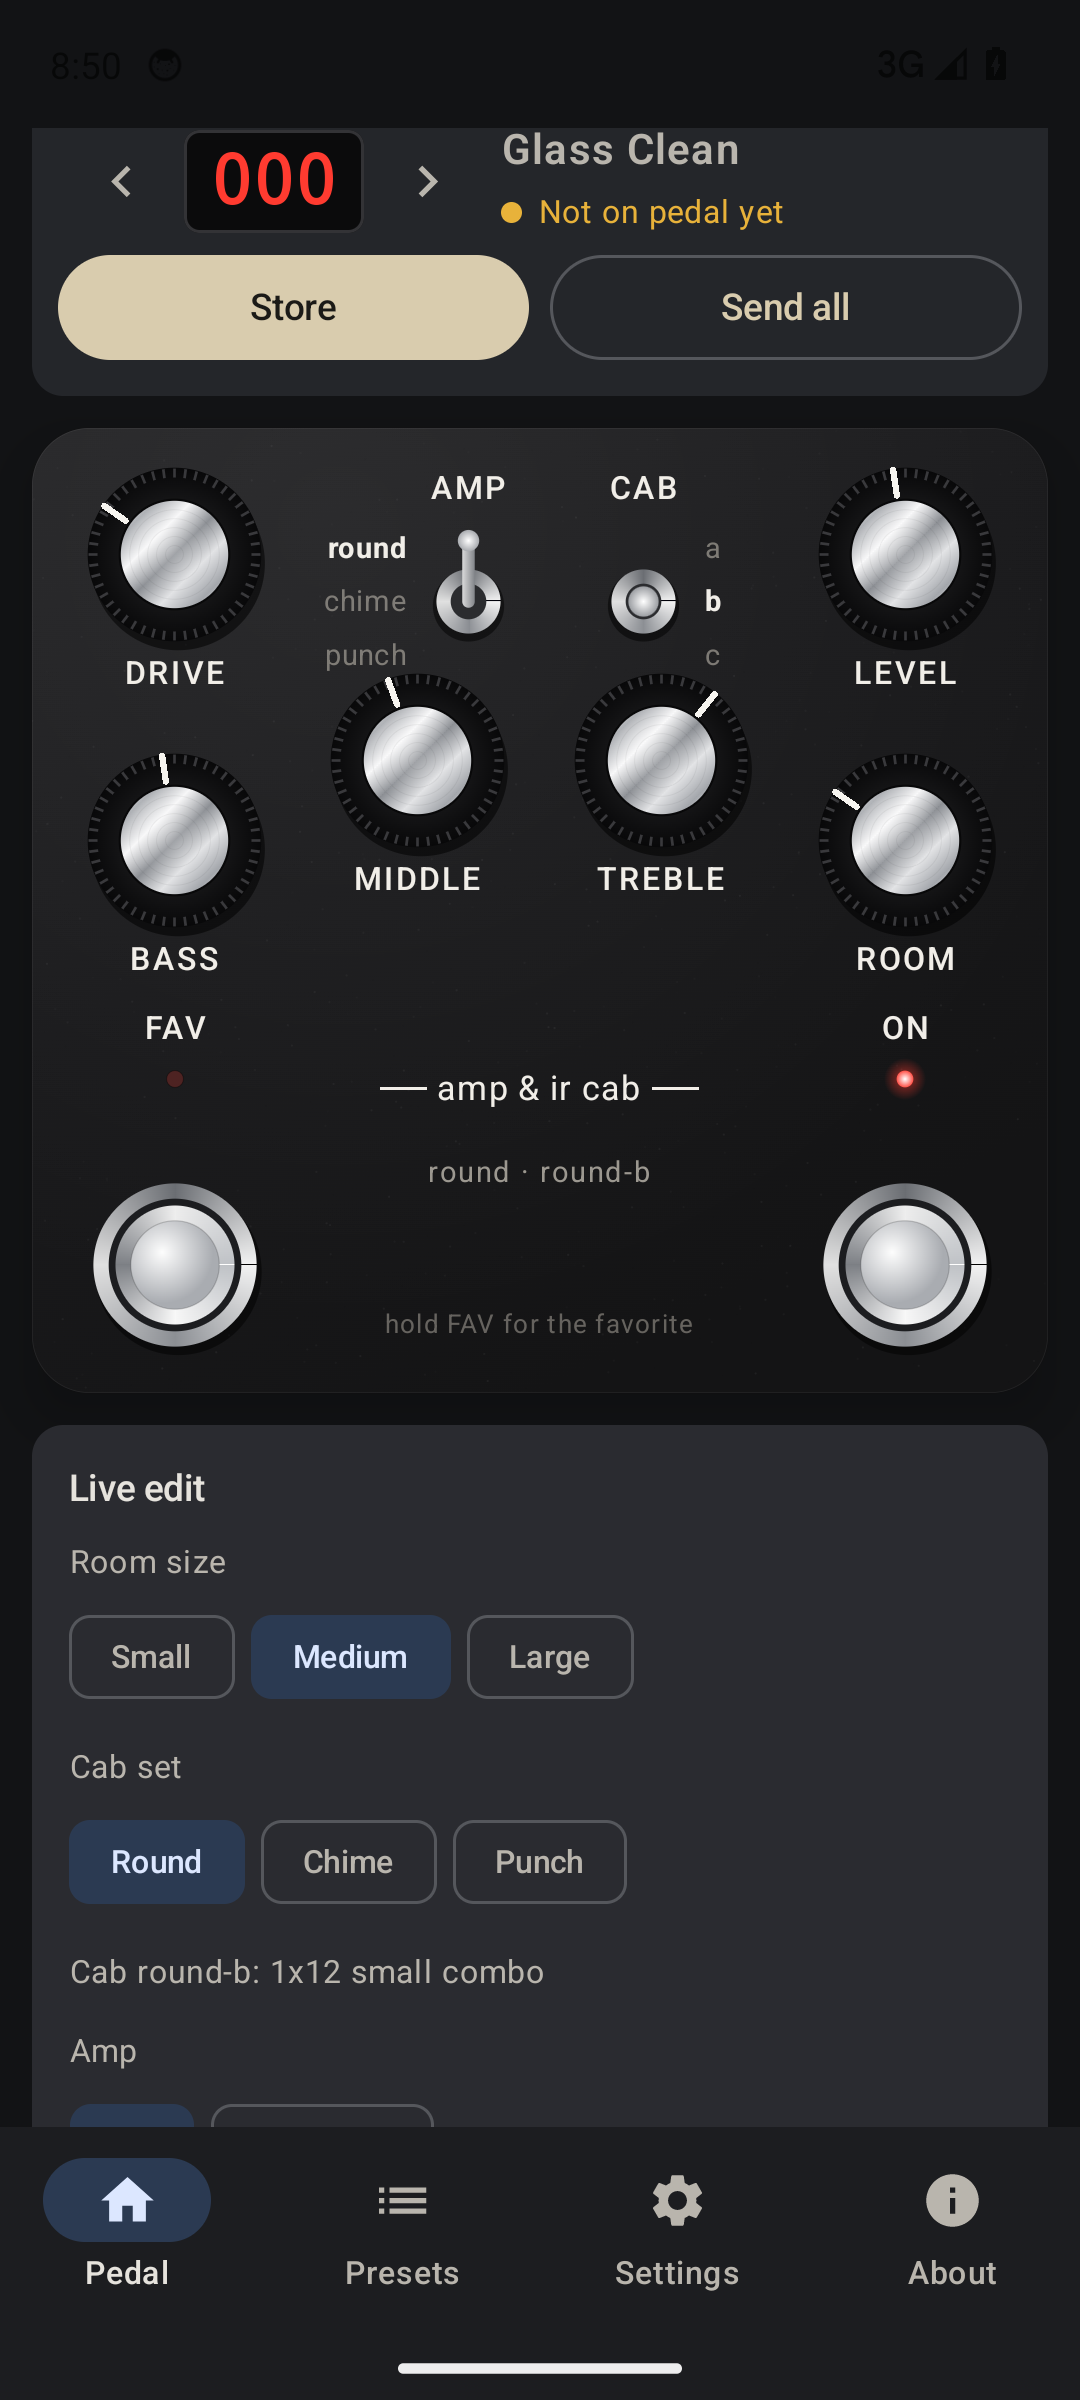 8:50
3G
000
Glass Clean
Not on pedal yet
Store
Send all
AMP
CAB
round
chime
punch
a
b
c
DRIVE
LEVEL
MIDDLE
TREBLE
BASS
ROOM
FAV
ON
amp & ir cab
round · round-b
hold FAV for the favorite
Live edit
Room size
Small
Medium
Large
Cab set
Round
Chime
Punch
Cab round-b: 1x12 small combo
Amp
Pedal
Presets
Settings
About